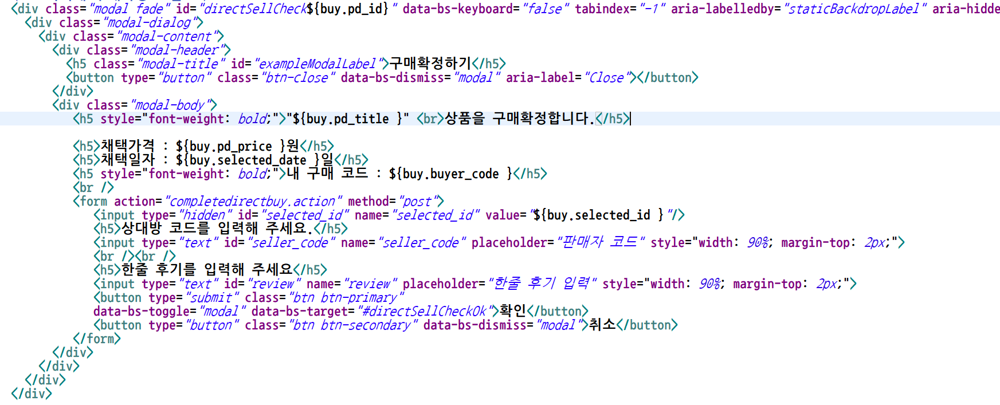 <div class="modal fade" id="directSellCheck${buy.pd_id}" data-bs-keyboard="false" tabindex="-1" aria-labelledby="staticBackdropLabel" aria-hidde
<div class="modal-dialog">
<div class="modal-content">
<div class="modal-header">
<h5 class="modal-title" id="exampleModalLabel">구매확정하기</h5>
<button type="button" class="btn-close" data-bs-dismiss="modal" aria-label="Close"></button>
</div>
<div class="modal-body">
<h5 style="font-weight: bold;">"${buy.pd_title }" <br>상품을 구매확정합니다.</h5>
<h5>채택가격 : ${buy.pd_price }원</h5>
<h5>채택일자 : ${buy.selected_date }일</h5>
<h5 style="font-weight: bold;">내 구매 코드 : ${buy.buyer_code }</h5>
<br />
<form action="completedirectbuy.action" method="post">
<input type="hidden" id="selected_id" name="selected_id" value="${buy.selected_id }"/>
<h5>상대방 코드를 입력해 주세요.</h5>
<input type="text" id="seller_code" name="seller_code" placeholder="판매자 코드" style="width: 90%; margin-top: 2px;">
<br /><br />
<h5>한줄 후기를 입력해 주세요</h5>
<input type="text" id="review" name="review" placeholder="한줄 후기 입력" style="width: 90%; margin-top: 2px;">
<button type="submit" class="btn btn-primary"
data-bs-toggle="modal" data-bs-target="#directSellCheckOk">확인</button>
<button type="button" class="btn btn-secondary" data-bs-dismiss="modal">취소</button>
</form>
</div>
</div>
</div>
</div>